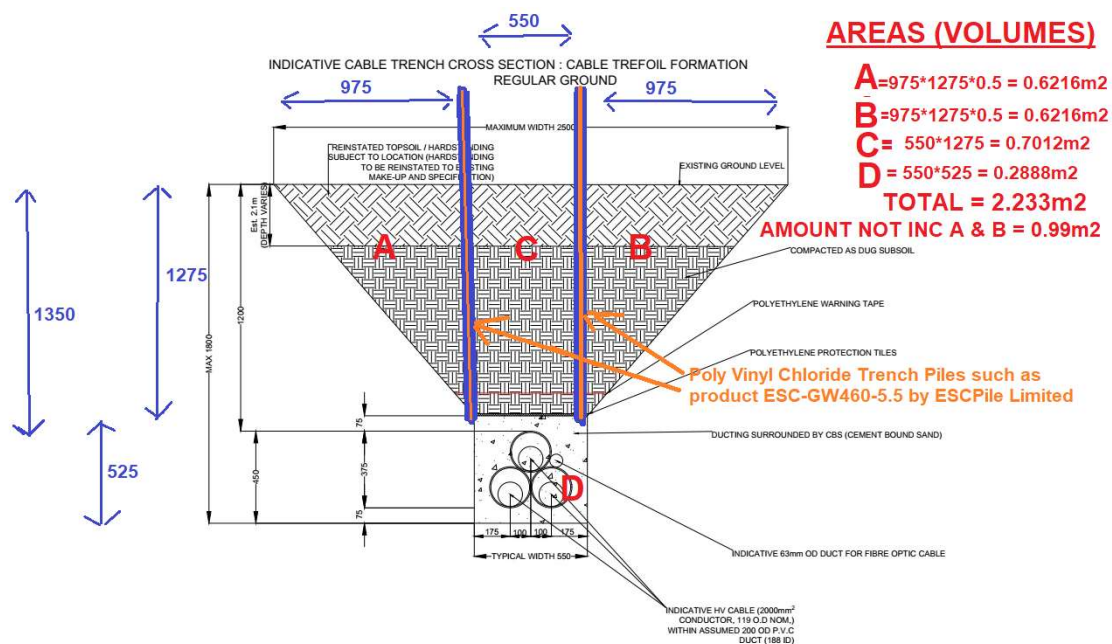 550
INDICATIVE CABLE TRENCH CROSS SECTION : CABLE TREFOIL FORMATION
REGULAR GROUND
975
975
MAXIMUM WIDTH 2500
REINSTATED TOPSOIL / HARDSTANDING
SUBJECT TO LOCATION (HARDSTANDING
TO BE REINSTATED TO EXISTING
MAKE-UP AND SPECIFICATION)
EXISTING GROUND LEVEL
AREAS (VOLUMES)
A=975*1275*0.5 = 0.6216m2
B=975*1275*0.5 = 0.6216m2
C= 550*1275 = 0.7012m2
D = 550*525 = 0.2888m2
TOTAL = 2.233m2
AMOUNT NOT INC A & B = 0.99m2
Est. 2.1m
(DEPTH VARIES)
A
C
B
COMPACTED AS DUG SUBSOIL
1275
1350
MAX 1800
1200
POLYETHYLENE WARNING TAPE
POLYETHYLENE PROTECTION TILES
Poly Vinyl Chloride Trench Piles such as
product ESC-GW460-5.5 by ESCPile Limited
75
DUCTING SURROUNDED BY CBS (CEMENT BOUND SAND)
525
450
375
D
75
175
100
100
175
TYPICAL WIDTH 550
INDICATIVE 63mm OD DUCT FOR FIBRE OPTIC CABLE
INDICATIVE HV CABLE (2000mm²
CONDUCTOR, 119 O.D NOM,)
WITHIN ASSUMED 200 OD P.V.C
DUCT (188 ID)